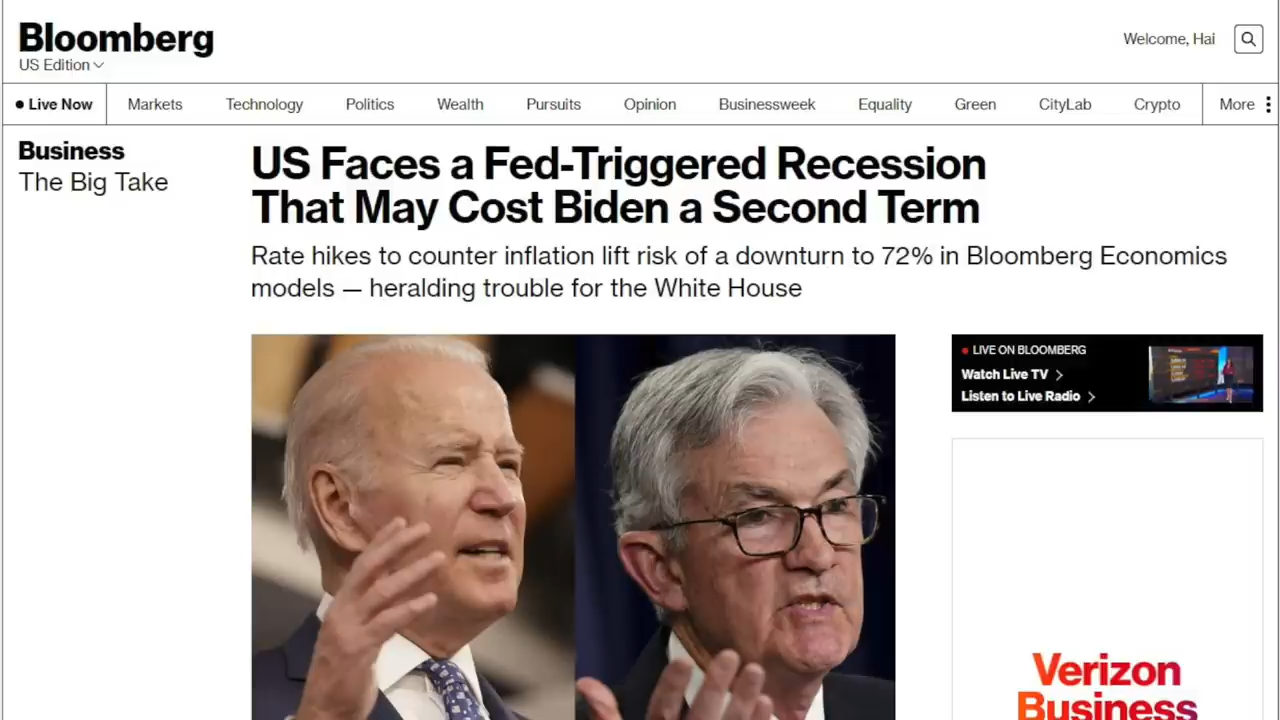 Bloomberg
US Edition
Welcome, Hai
Live Now
Markets
Technology
Politics
Wealth
Pursuits
Opinion
Businessweek
Equality
Green
CityLab
Crypto
More
Business
The Big Take
US Faces a Fed-Triggered Recession
That May Cost Biden a Second Term
Rate hikes to counter inflation lift risk of a downturn to 72% in Bloomberg Economics
models — heralding trouble for the White House
LIVE ON BLOOMBERG
Watch Live TV
Listen to Live Radio
Verizon
Business